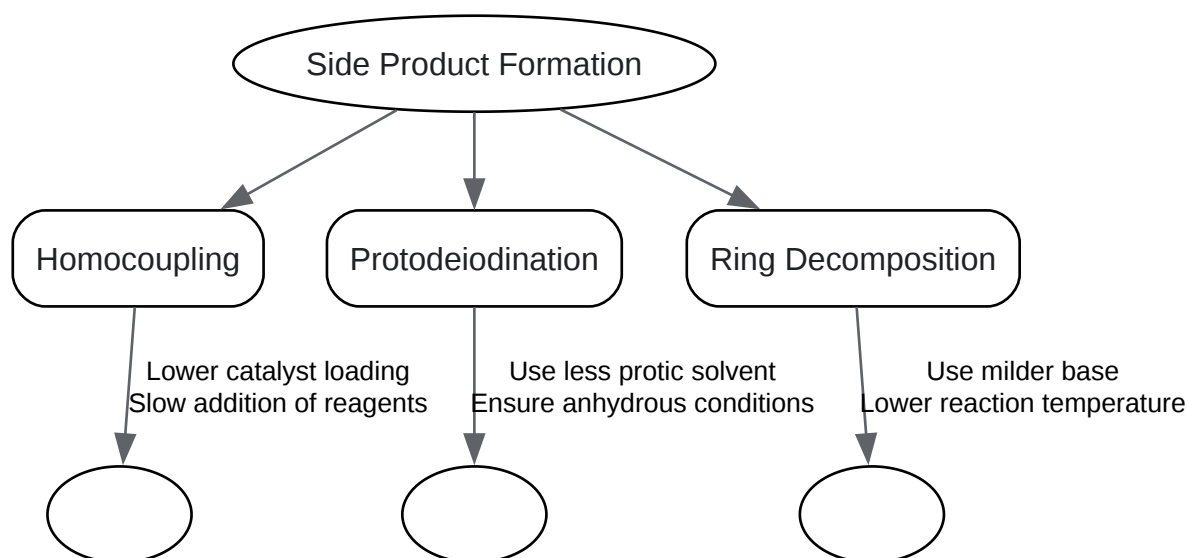 Side Product Formation
Homocoupling
Protodeiodination
Ring Decomposition
Lower catalyst loading
Slow addition of reagents
Use less protic solvent
Ensure anhydrous conditions
Use milder base
Lower reaction temperature